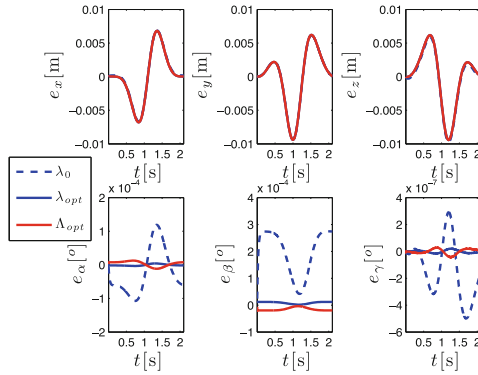 0.01
0.005
0
−0.005
−0.01
e_x[m]
0.5 1 1.5 2
t[s]
0.01
0.005
0
−0.005
−0.01
e_y[m]
0.5 1 1.5 2
t[s]
0.01
0.005
0
−0.005
−0.01
e_z[m]
0.5 1 1.5 2
t[s]
λ_0
λ_opt
Λ_opt
x 10^−4
2
1
0
−1
−2
e_α[°]
0.5 1 1.5 2
t[s]
x 10^−4
4
3
2
1
0
−1
e_β[°]
0.5 1 1.5 2
t[s]
x 10^−7
4
2
0
−2
−4
−6
e_γ[°]
0.5 1 1.5 2
t[s]